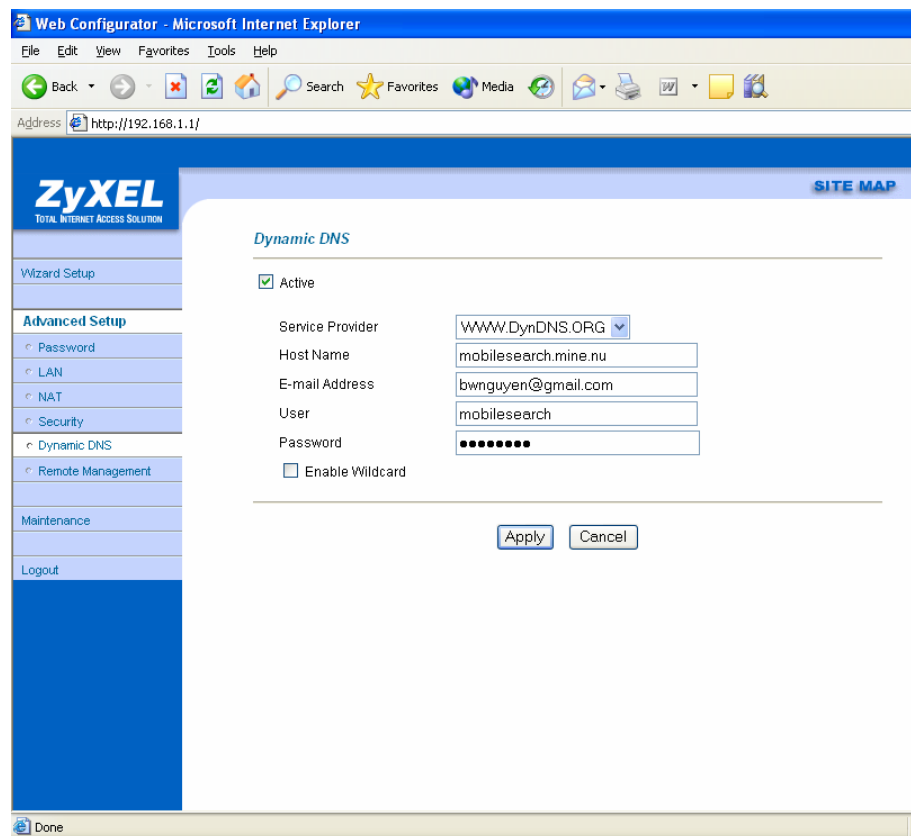 Web Configurator - Microsoft Internet Explorer
File Edit View Favorites Tools Help
Back Search Favorites Media
Address http://192.168.1.1/
ZyXEL
TOTAL INTERNET ACCESS SOLUTION
SITE MAP
Wizard Setup
Advanced Setup
Password
LAN
NAT
Security
Dynamic DNS
Remote Management
Maintenance
Logout
Dynamic DNS
Active
Service Provider WWW.DynDNS.ORG
Host Name mobilesearch.mine.nu
E-mail Address bwnguyen@gmail.com
User mobilesearch
Password ●●●●●●●●
Enable Wildcard
Apply Cancel
Done